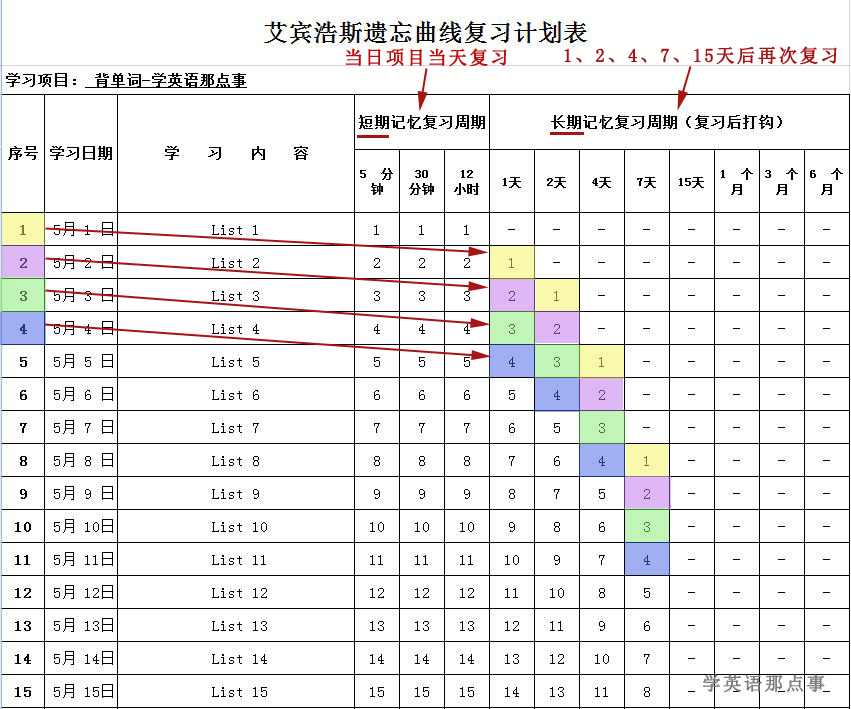 艾宾浩斯遗忘曲线复习计划表
当日项目当天复习
1、2、4、7、15天后再次复习
学习项目： 背单词-学英语那点事
序号 学习日期 学 习 内 容 短期记忆复习周期 长期记忆复习周期（复习后打钩）
5 分钟 30 分钟 12 小时 1天 2天 4天 7天 15天 1 个月 3 个月 6 个月
1 5月 1 日 List 1 1 1 1 - - - - - - - -
2 5月 2 日 List 2 2 2 2 1 - - - - - - -
3 5月 3 日 List 3 3 3 3 2 1 - - - - - -
4 5月 4 日 List 4 4 4 4 3 2 - - - - - -
5 5月 5 日 List 5 5 5 5 4 3 1 - - - - -
6 5月 6 日 List 6 6 6 6 5 4 2 - - - - -
7 5月 7 日 List 7 7 7 7 6 5 3 - - - - -
8 5月 8 日 List 8 8 8 8 7 6 4 1 - - - -
9 5月 9 日 List 9 9 9 9 8 7 5 2 - - - -
10 5月 10日 List 10 10 10 10 9 8 6 3 - - - -
11 5月 11日 List 11 11 11 11 10 9 7 4 - - - -
12 5月 12日 List 12 12 12 12 11 10 8 5 - - - -
13 5月 13日 List 13 13 13 13 12 11 9 6 - - - -
14 5月 14日 List 14 14 14 14 13 12 10 7 - - - -
15 5月 15日 List 15 15 15 15 14 13 11 8 - - - -
学英语那点事